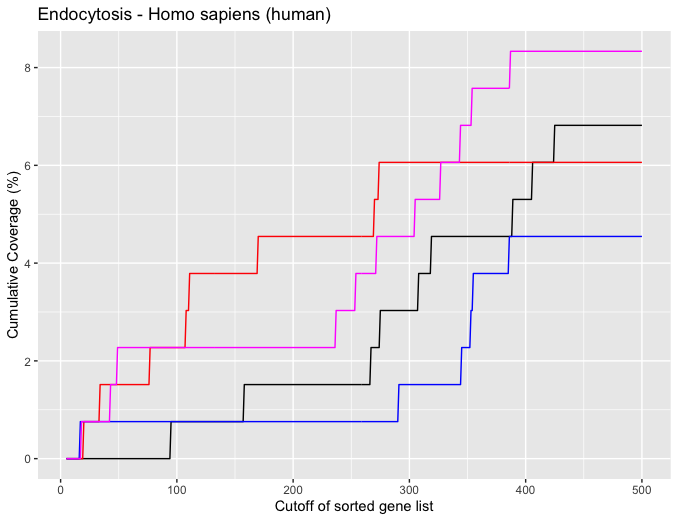 Endocytosis - Homo sapiens (human)
Cumulative Coverage (%)
8
6
4
2
0
0 100 200 300 400 500
Cutoff of sorted gene list